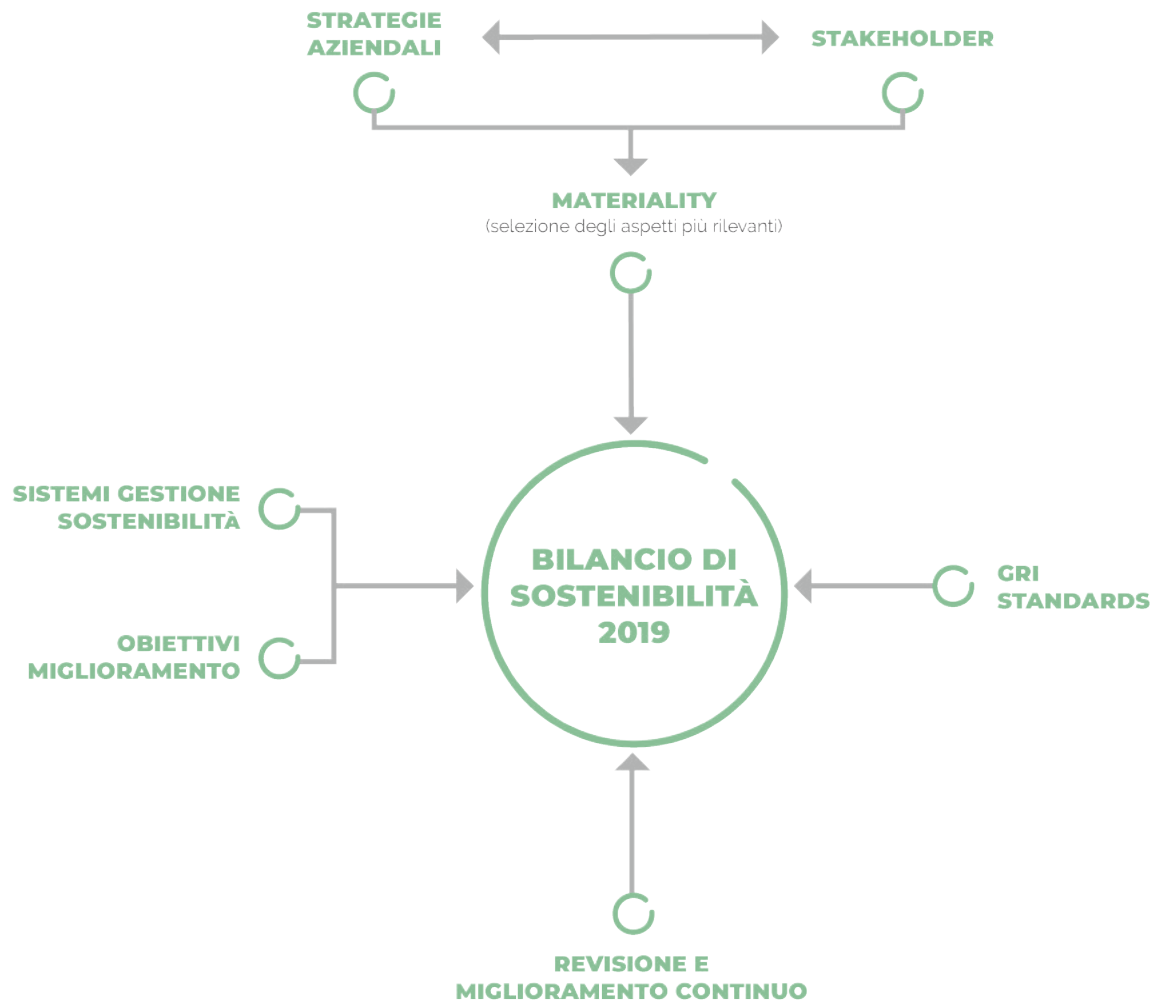 STRATEGIE
AZIENDALI
STAKEHOLDER
MATERIALITY
(selezione degli aspetti più rilevanti)
SISTEMI GESTIONE
SOSTENIBILITÀ
OBIETTIVI
MIGLIORAMENTO
BILANCIO DI
SOSTENIBILITÀ
2019
GRI
STANDARDS
REVISIONE E
MIGLIORAMENTO CONTINUO